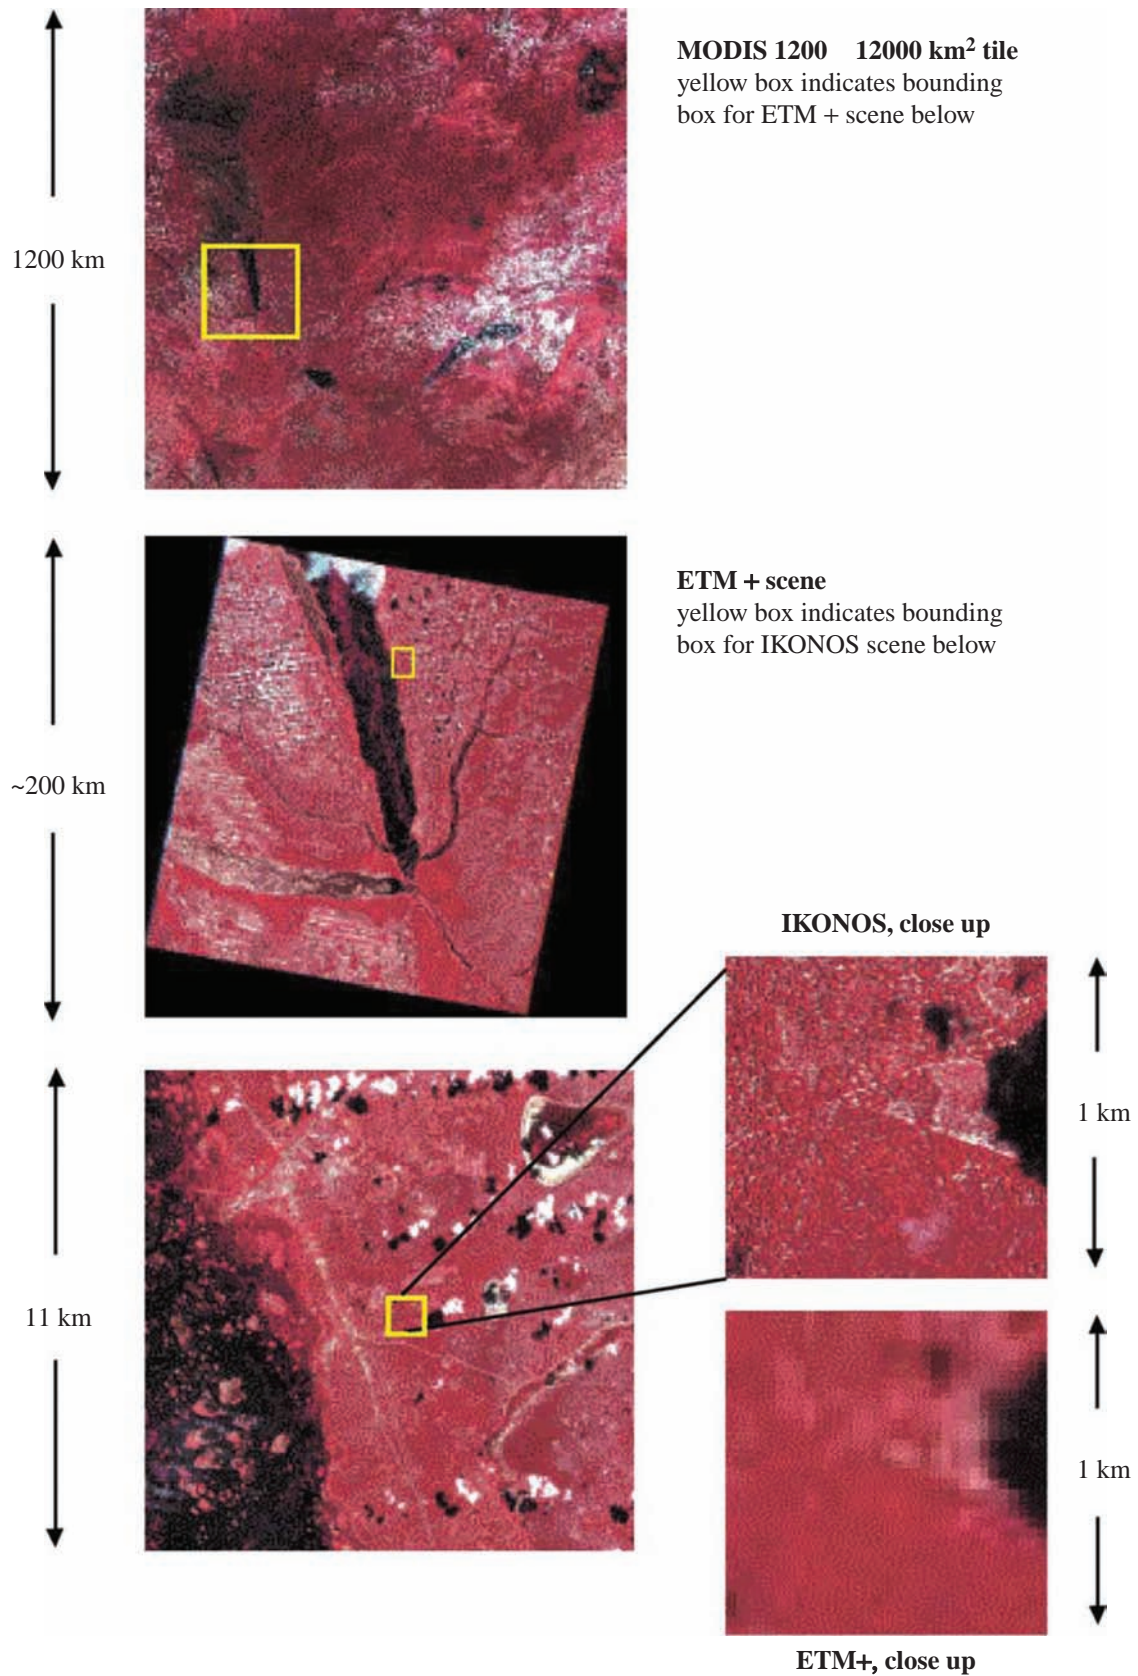 MODIS 1200 12000 km² tile
yellow box indicates bounding
box for ETM + scene below
1200 km
ETM + scene
yellow box indicates bounding
box for IKONOS scene below
~200 km
IKONOS, close up
1 km
11 km
1 km
ETM+, close up